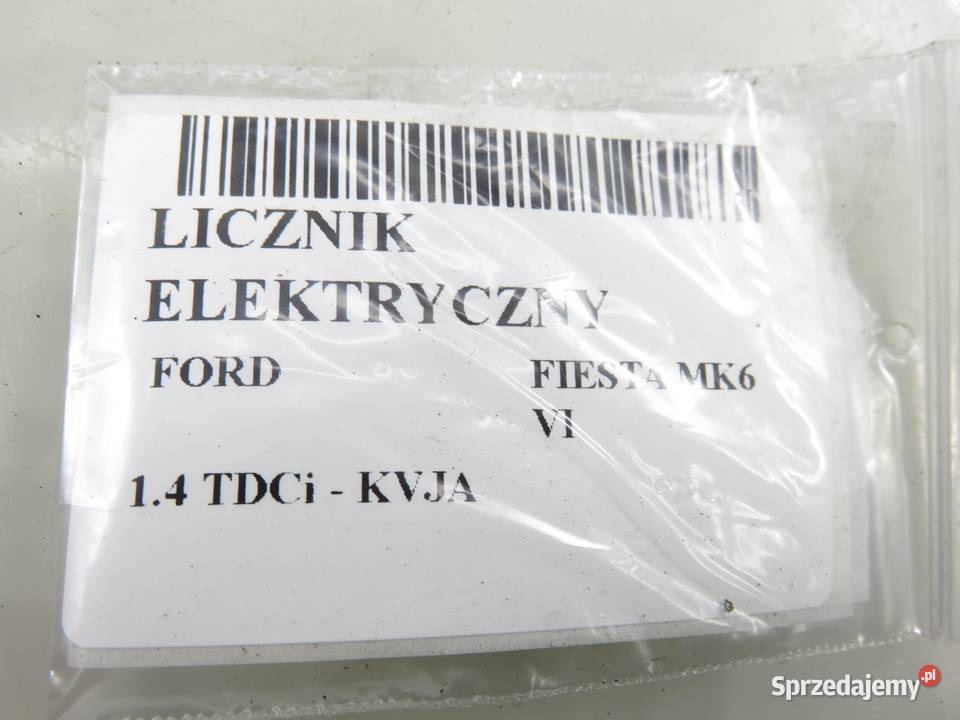 LICZNIK
ELEKTRYCZNY
FORD FIESTA MK6
VI
1.4 TDCi - KVJA
Sprzedajemy.pl